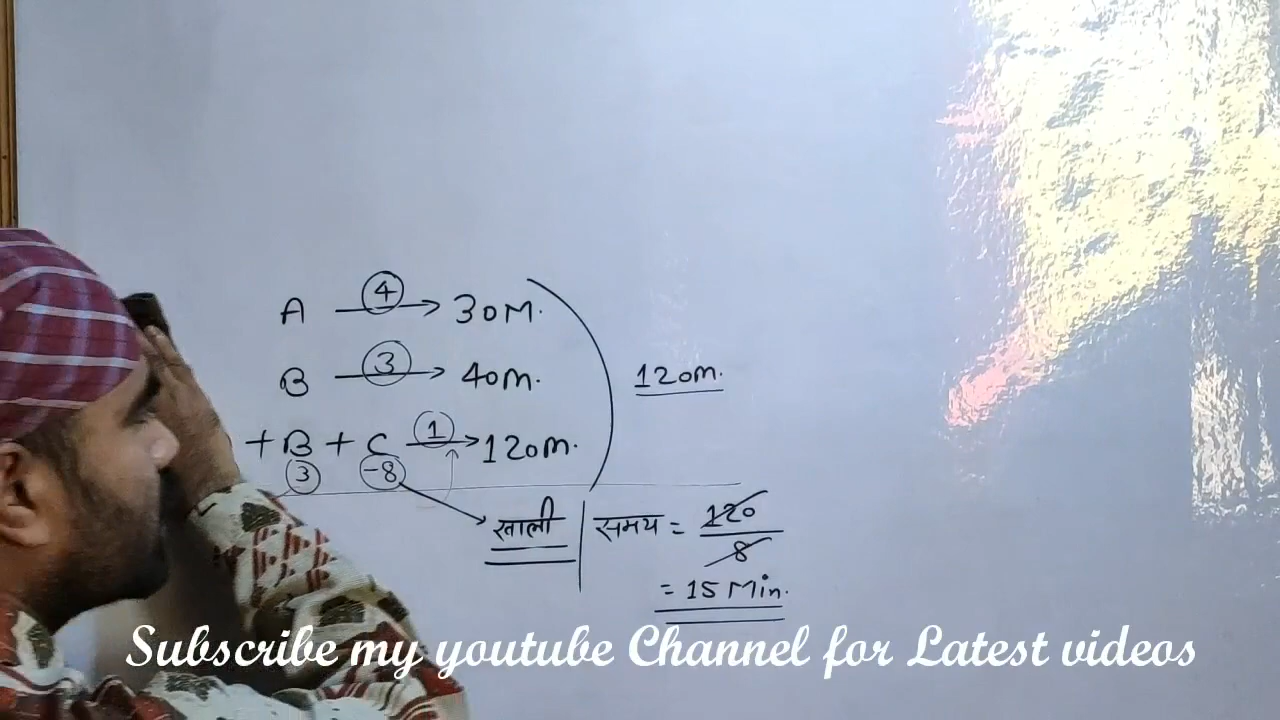 A ④ → 30M.
B ③ → 40M.
+ B + C ① → 120M.
③ -8
120M.
खाली
समय = 120/8
= 15 Min.
Subscribe my youtube Channel for Latest videos